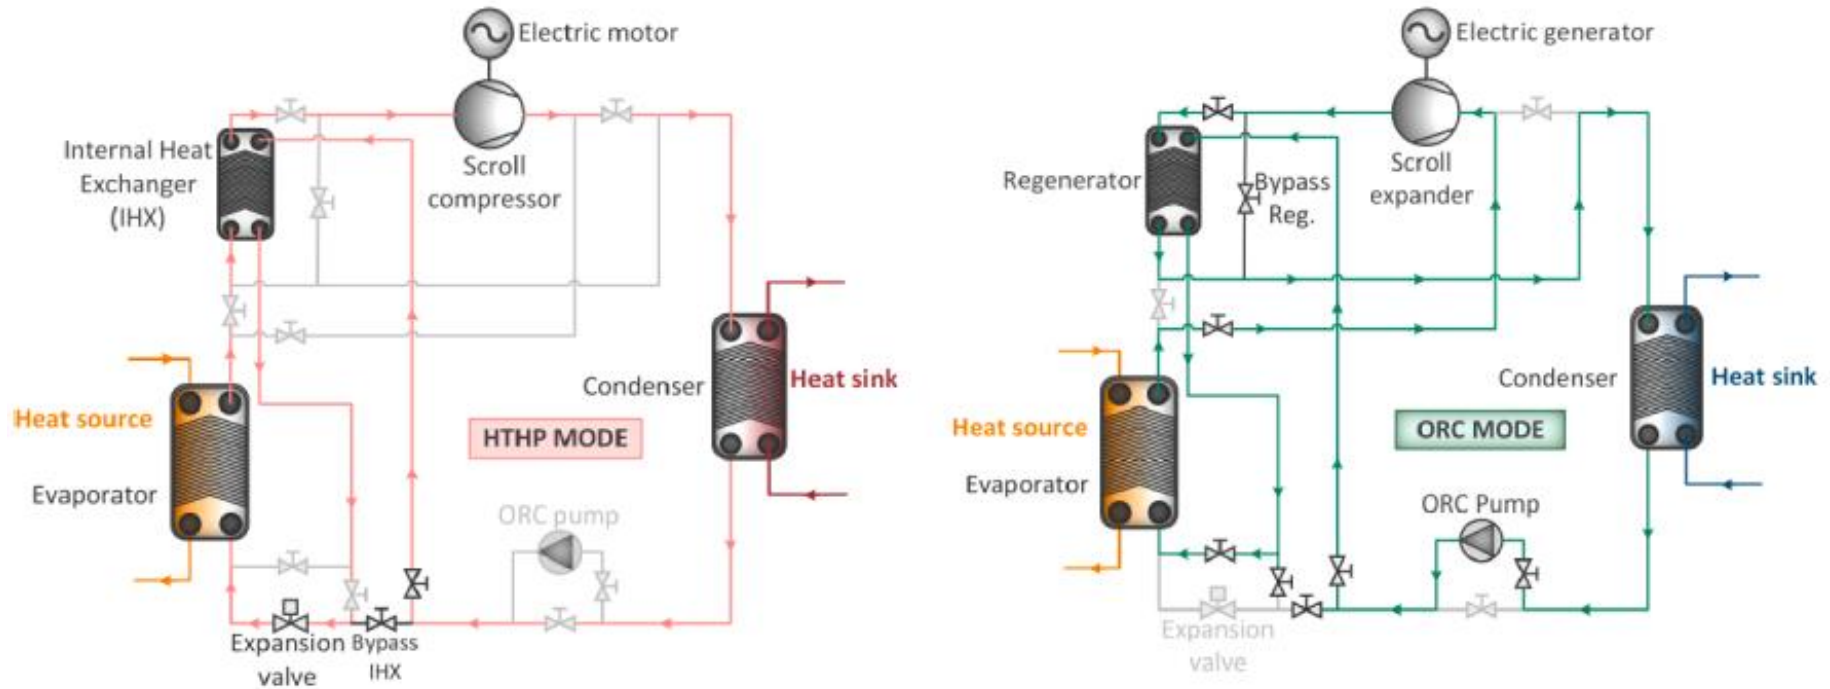 Electric motor
Internal Heat
Exchanger
(IHX)
Scroll
compressor
Condenser
Heat sink
Heat source
HTHP MODE
Evaporator
ORC pump
Expansion
valve
Bypass
IHX
Electric generator
Regenerator
Bypass
Reg.
Scroll
expander
Condenser
Heat sink
Heat source
ORC MODE
Evaporator
ORC Pump
Expansion
valve